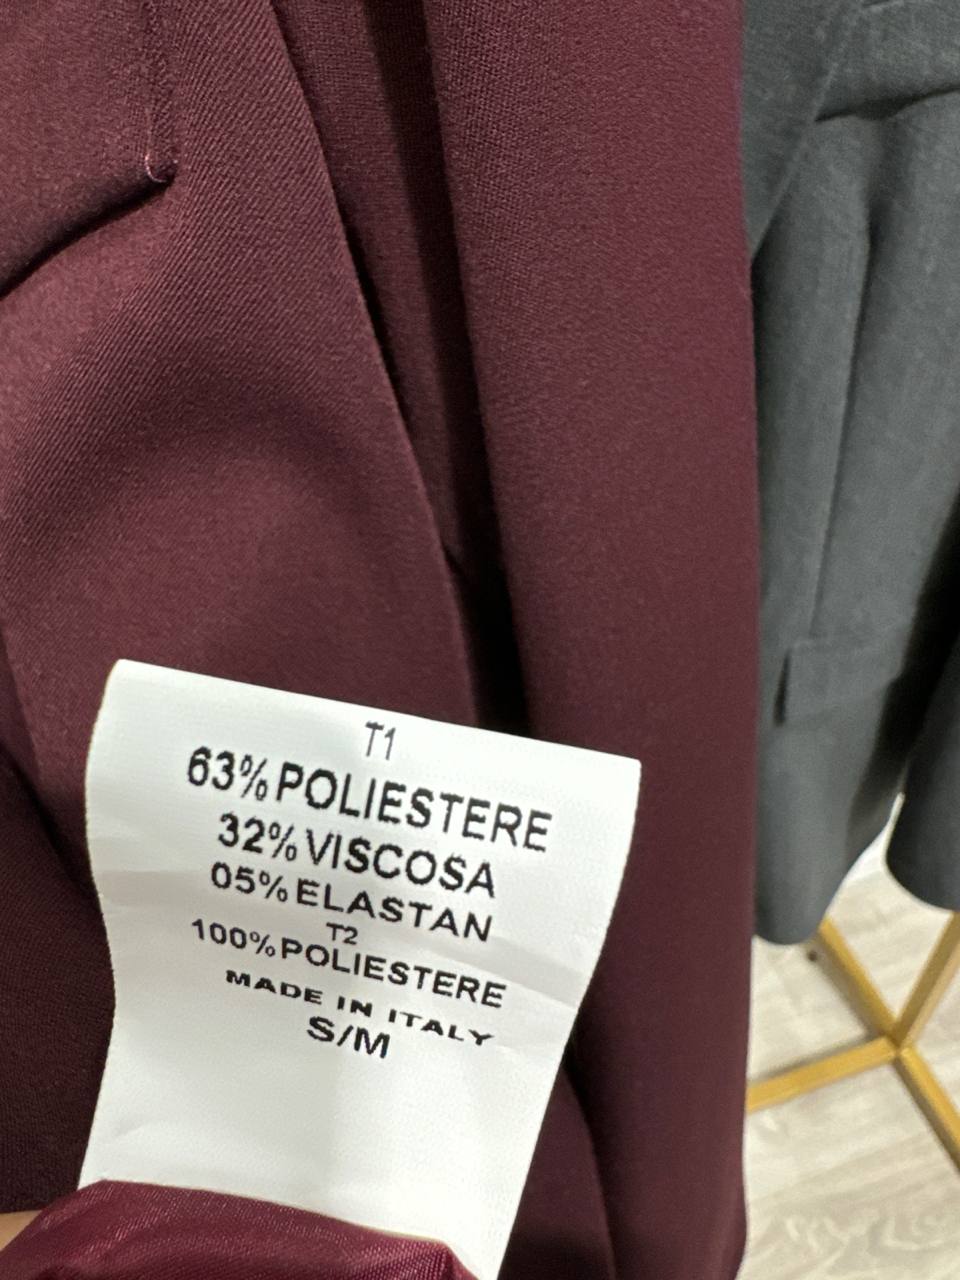 T1
63% POLIESTERE
32% VISCOSA
05% ELASTAN
T2
100% POLIESTERE
MADE IN ITALY
S/M